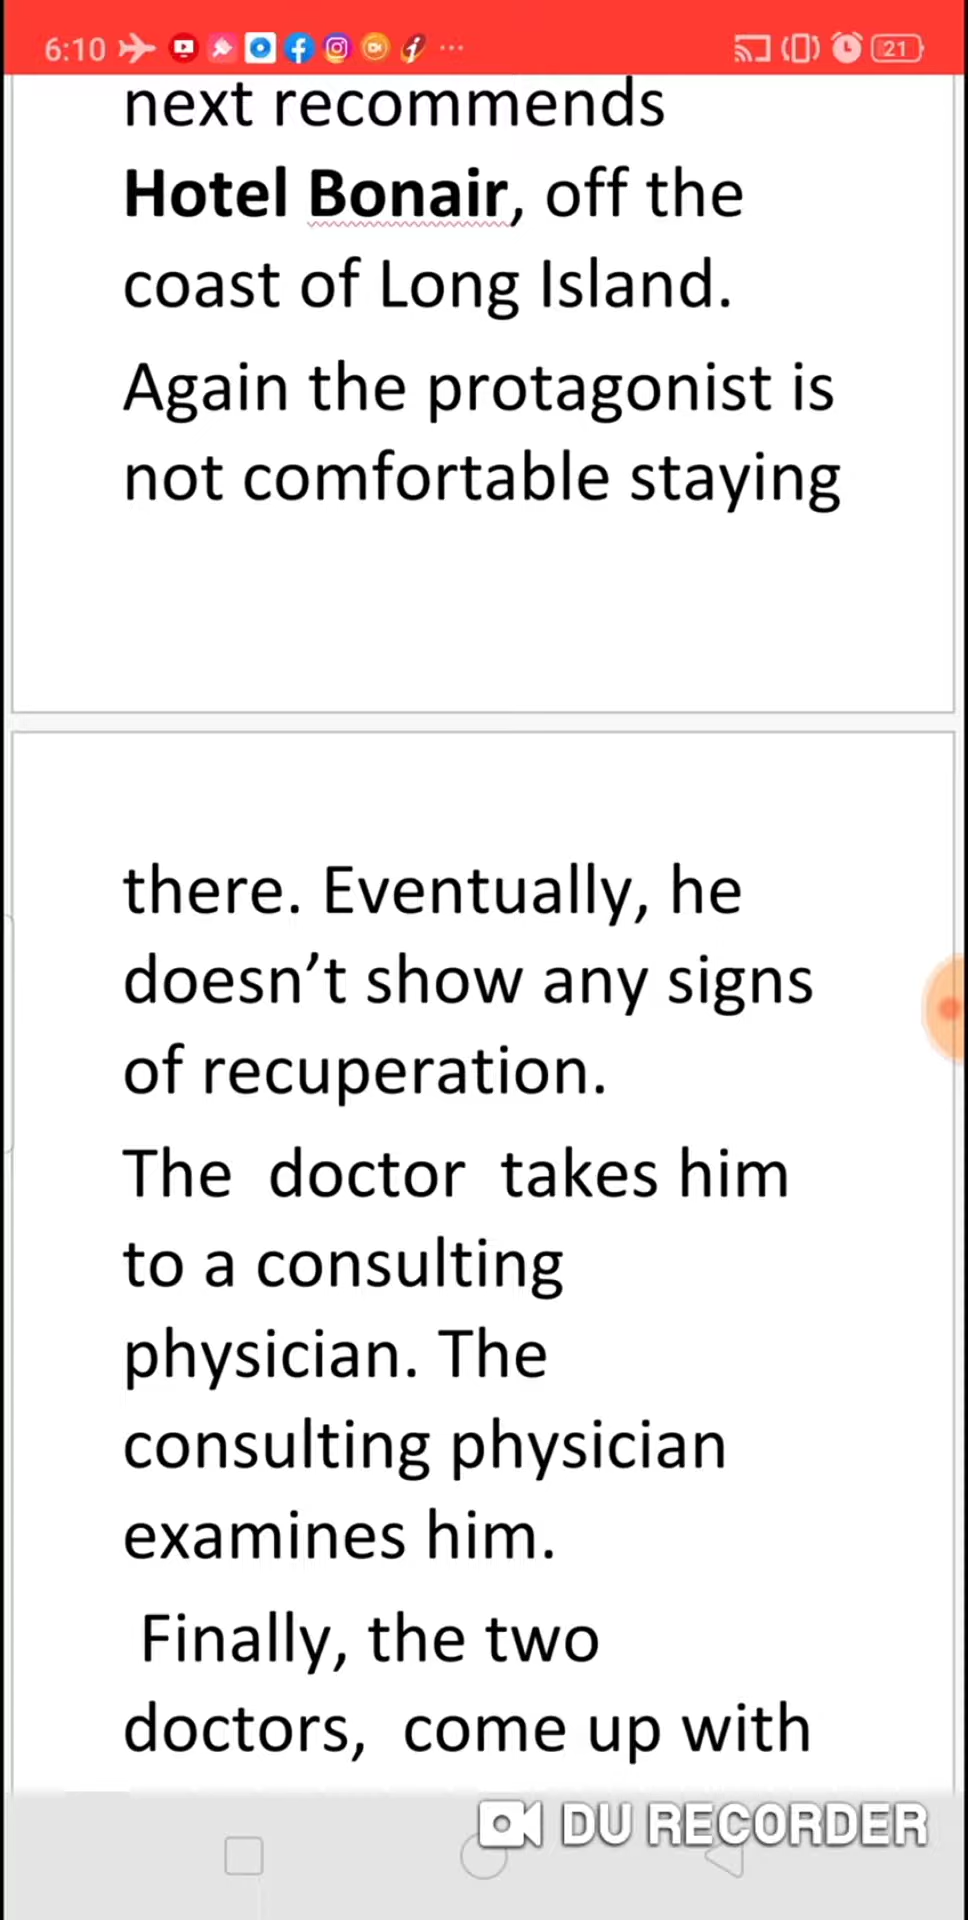 6:10
21
next recommends
Hotel Bonair, off the
coast of Long Island.
Again the protagonist is
not comfortable staying
there. Eventually, he
doesn’t show any signs
of recuperation.
The doctor takes him
to a consulting
physician. The
consulting physician
examines him.
Finally, the two
doctors, come up with
DU RECORDER